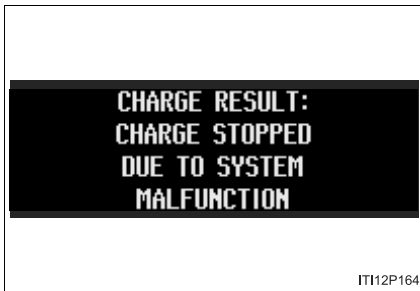 CHARGE RESULT:
CHARGE STOPPED
DUE TO SYSTEM
MALFUNCTION
ITI12P164